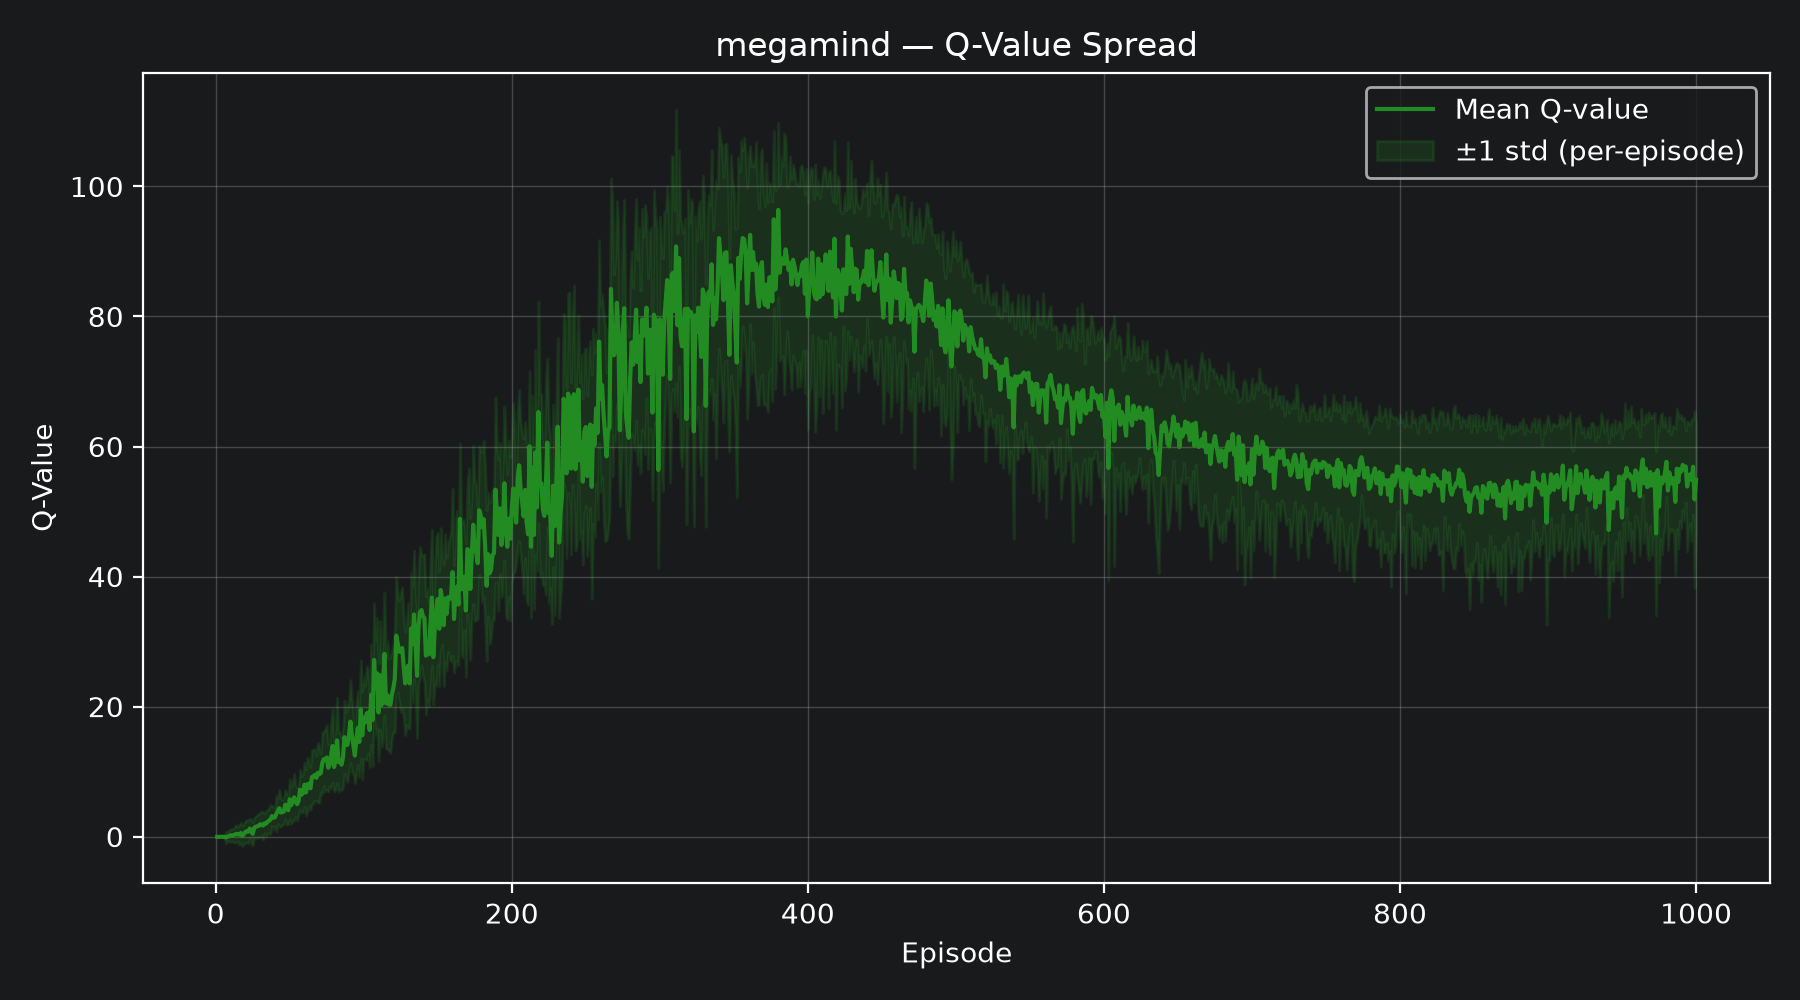 megamind — Q-Value Spread
Mean Q-value
±1 std (per-episode)
Q-Value
100
80
60
40
20
0
0 200 400 600 800 1000
Episode